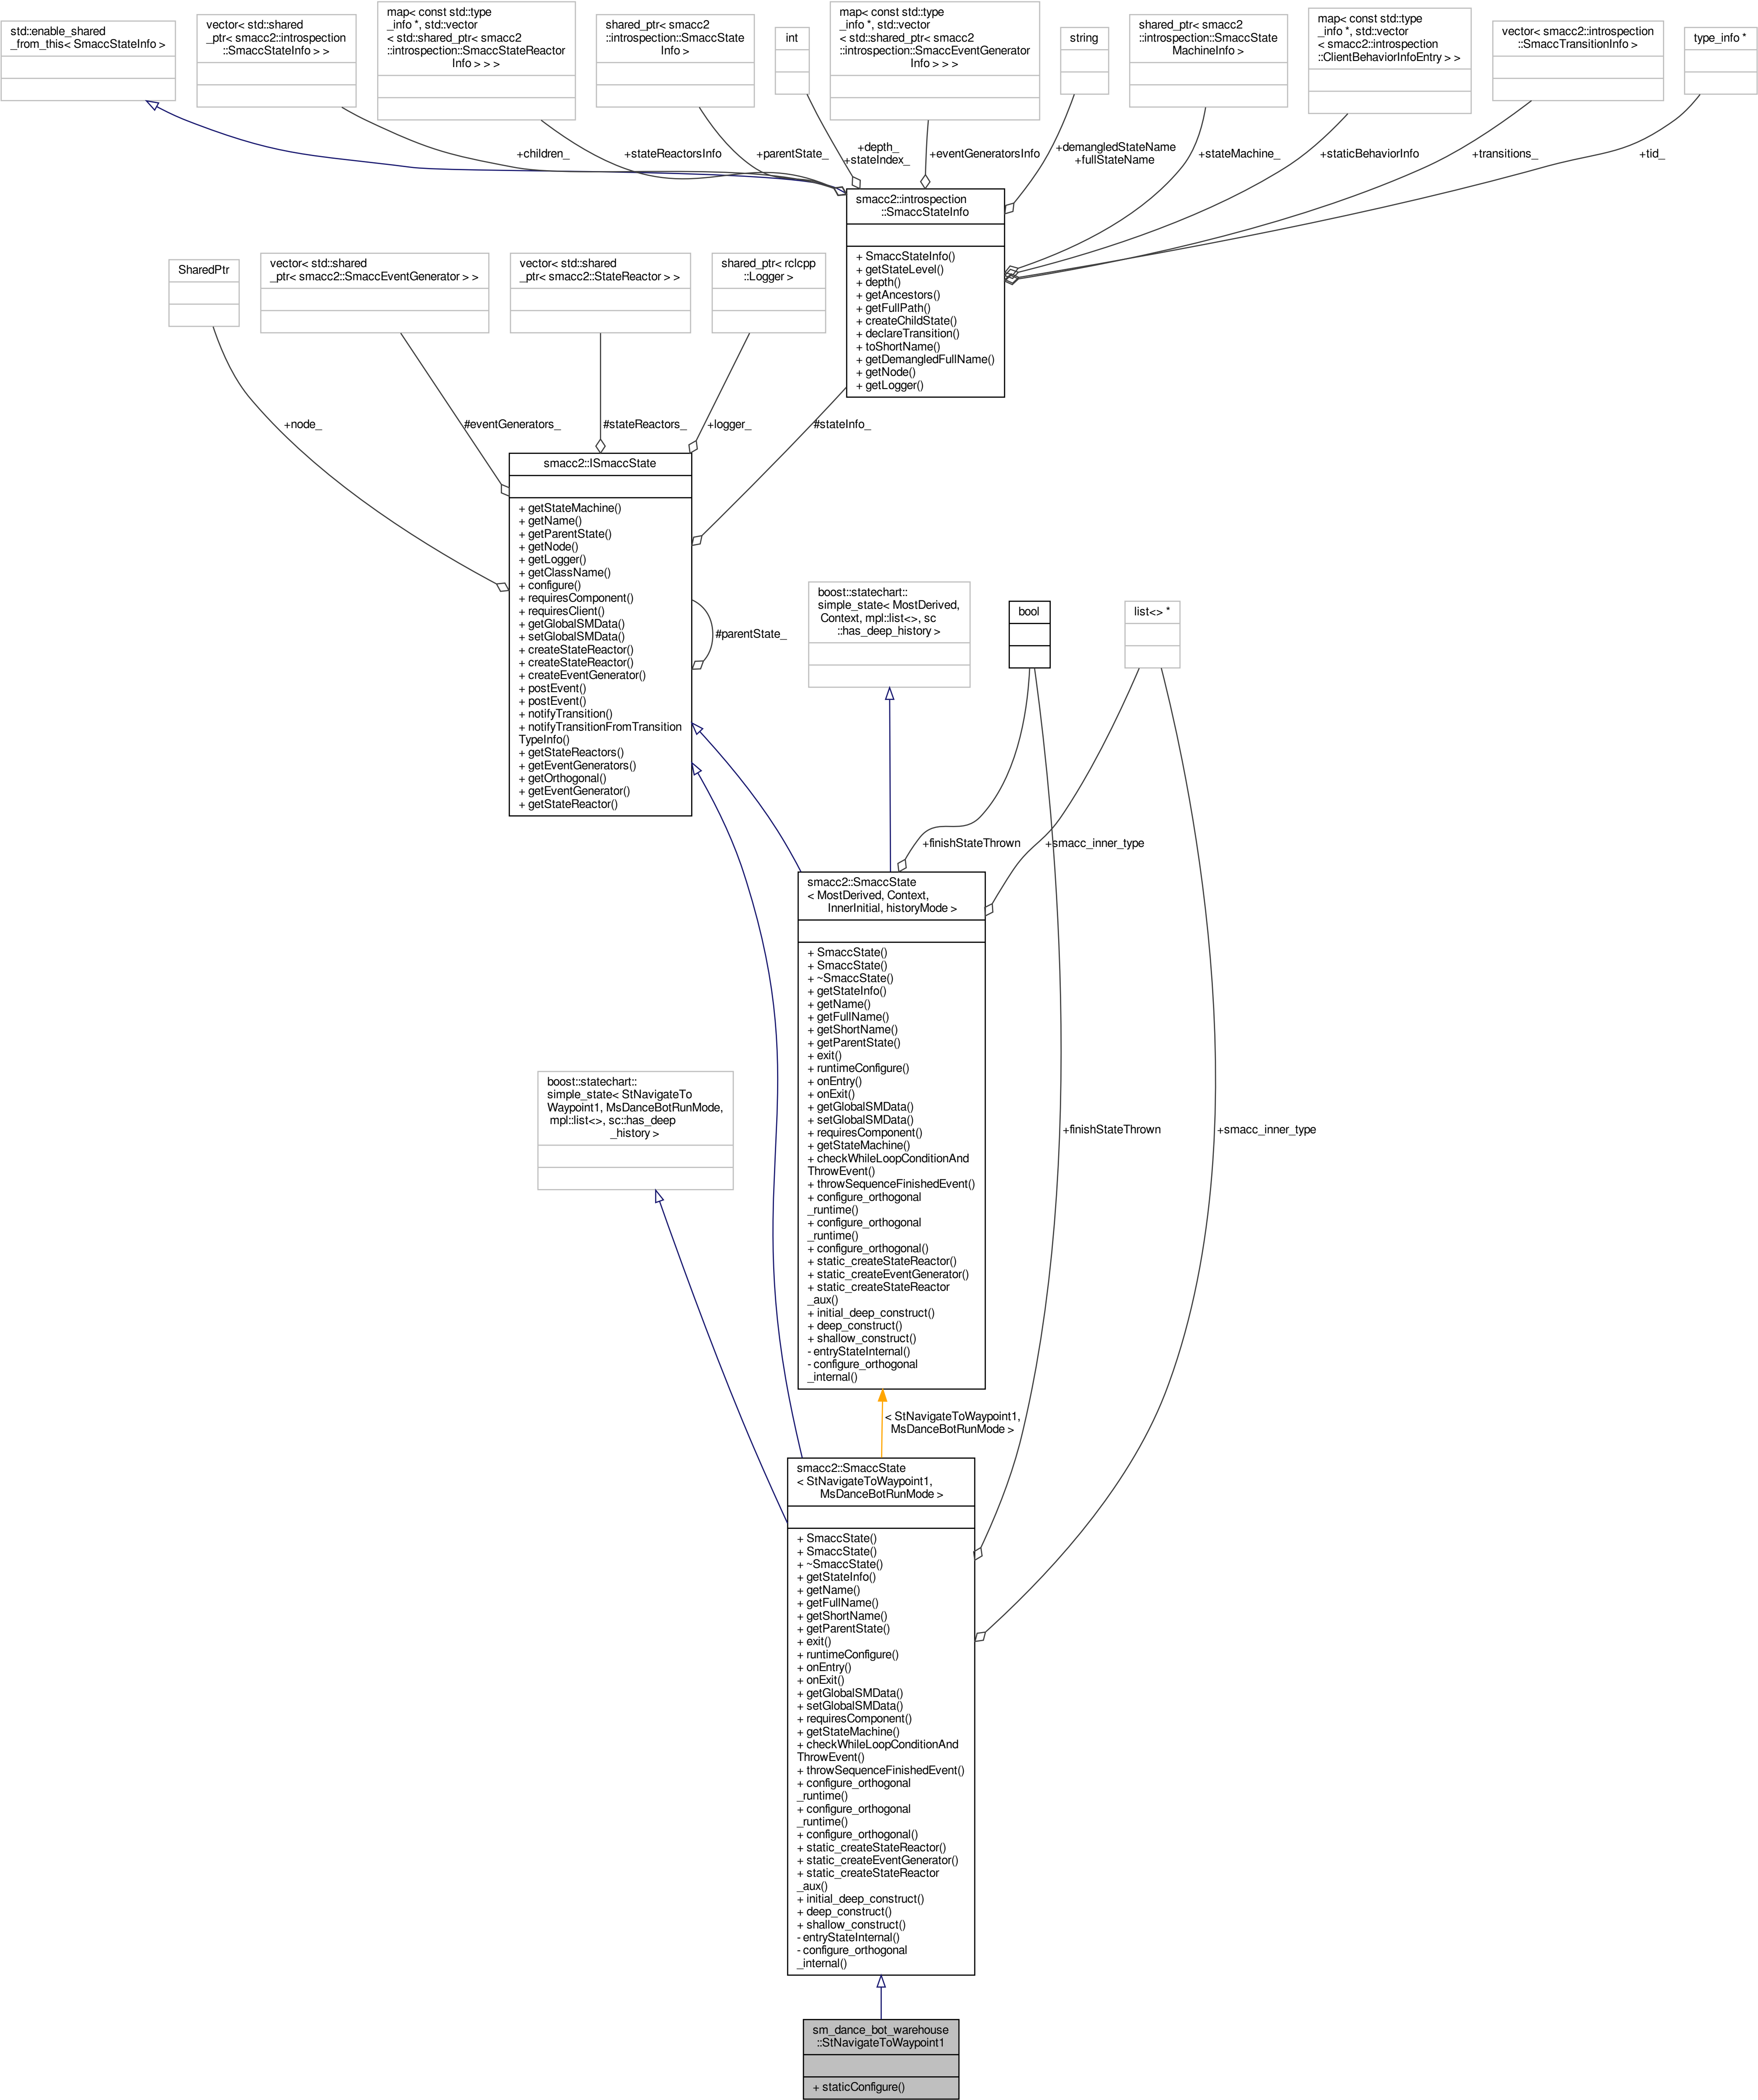 std::enable_shared
_from_this< SmaccStateInfo >
vector< std::shared
_ptr< smacc2::introspection
::SmaccStateInfo > >
map< const std::type
_info *, std::vector
< std::shared_ptr< smacc2
::introspection::SmaccStateReactor
Info > > >
shared_ptr< smacc2
::introspection::SmaccState
Info >
int
map< const std::type
_info *, std::vector
< std::shared_ptr< smacc2
::introspection::SmaccEventGenerator
Info > > >
string
shared_ptr< smacc2
::introspection::SmaccState
MachineInfo >
map< const std::type
_info *, std::vector
< smacc2::introspection
::ClientBehaviorInfoEntry > >
vector< smacc2::introspection
::SmaccTransitionInfo >
type_info *
+children_
+stateReactorsInfo
+parentState_
+depth_
+stateIndex_
+eventGeneratorsInfo
+demangledStateName
+fullStateName
+stateMachine_
+staticBehaviorInfo
+transitions_
+tid_
smacc2::introspection
::SmaccStateInfo
+ SmaccStateInfo()
+ getStateLevel()
+ depth()
+ getAncestors()
+ getFullPath()
+ createChildState()
+ declareTransition()
+ toShortName()
+ getDemangledFullName()
+ getNode()
+ getLogger()
SharedPtr
vector< std::shared
_ptr< smacc2::SmaccEventGenerator > >
vector< std::shared
_ptr< smacc2::StateReactor > >
shared_ptr< rclcpp
::Logger >
+node_
#eventGenerators_
#stateReactors_
+logger_
#stateInfo_
smacc2::ISmaccState
+ getStateMachine()
+ getName()
+ getParentState()
+ getNode()
+ getLogger()
+ getClassName()
+ configure()
+ requiresComponent()
+ requiresClient()
+ getGlobalSMData()
+ setGlobalSMData()
+ createStateReactor()
+ createStateReactor()
+ createEventGenerator()
+ postEvent()
+ postEvent()
+ notifyTransition()
+ notifyTransitionFromTransition
TypeInfo()
+ getStateReactors()
+ getEventGenerators()
+ getOrthogonal()
+ getEventGenerator()
+ getStateReactor()
#parentState_
boost::statechart::
simple_state< MostDerived,
Context, mpl::list<>, sc
::has_deep_history >
bool
list<> *
+finishStateThrown
+smacc_inner_type
smacc2::SmaccState
< MostDerived, Context,
InnerInitial, historyMode >
+ SmaccState()
+ SmaccState()
+ ~SmaccState()
+ getStateInfo()
+ getName()
+ getFullName()
+ getShortName()
+ getParentState()
+ exit()
+ runtimeConfigure()
+ onEntry()
+ onExit()
+ getGlobalSMData()
+ setGlobalSMData()
+ requiresComponent()
+ getStateMachine()
+ checkWhileLoopConditionAnd
ThrowEvent()
+ throwSequenceFinishedEvent()
+ configure_orthogonal
_runtime()
+ configure_orthogonal
_runtime()
+ configure_orthogonal()
+ static_createStateReactor()
+ static_createEventGenerator()
+ static_createStateReactor
_aux()
+ initial_deep_construct()
+ deep_construct()
+ shallow_construct()
- entryStateInternal()
- configure_orthogonal
_internal()
boost::statechart::
simple_state< StNavigateTo
Waypoint1, MsDanceBotRunMode,
mpl::list<>, sc::has_deep
_history >
+finishStateThrown
+smacc_inner_type
< StNavigateToWaypoint1,
MsDanceBotRunMode >
smacc2::SmaccState
< StNavigateToWaypoint1,
MsDanceBotRunMode >
+ SmaccState()
+ SmaccState()
+ ~SmaccState()
+ getStateInfo()
+ getName()
+ getFullName()
+ getShortName()
+ getParentState()
+ exit()
+ runtimeConfigure()
+ onEntry()
+ onExit()
+ getGlobalSMData()
+ setGlobalSMData()
+ requiresComponent()
+ getStateMachine()
+ checkWhileLoopConditionAnd
ThrowEvent()
+ throwSequenceFinishedEvent()
+ configure_orthogonal
_runtime()
+ configure_orthogonal
_runtime()
+ configure_orthogonal()
+ static_createStateReactor()
+ static_createEventGenerator()
+ static_createStateReactor
_aux()
+ initial_deep_construct()
+ deep_construct()
+ shallow_construct()
- entryStateInternal()
- configure_orthogonal
_internal()
sm_dance_bot_warehouse
::StNavigateToWaypoint1
+ staticConfigure()